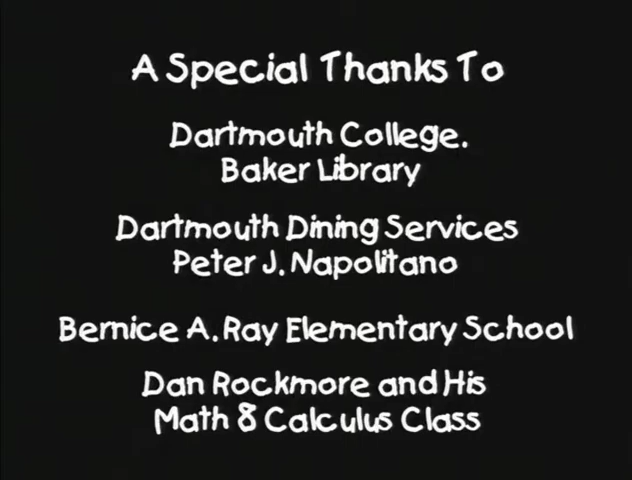 A Special Thanks To
Dartmouth College.
Baker Library
Dartmouth Dining Services
Peter J. Napolitano
Bernice A. Ray Elementary School
Dan Rockmore and His
Math 8 Calculus Class